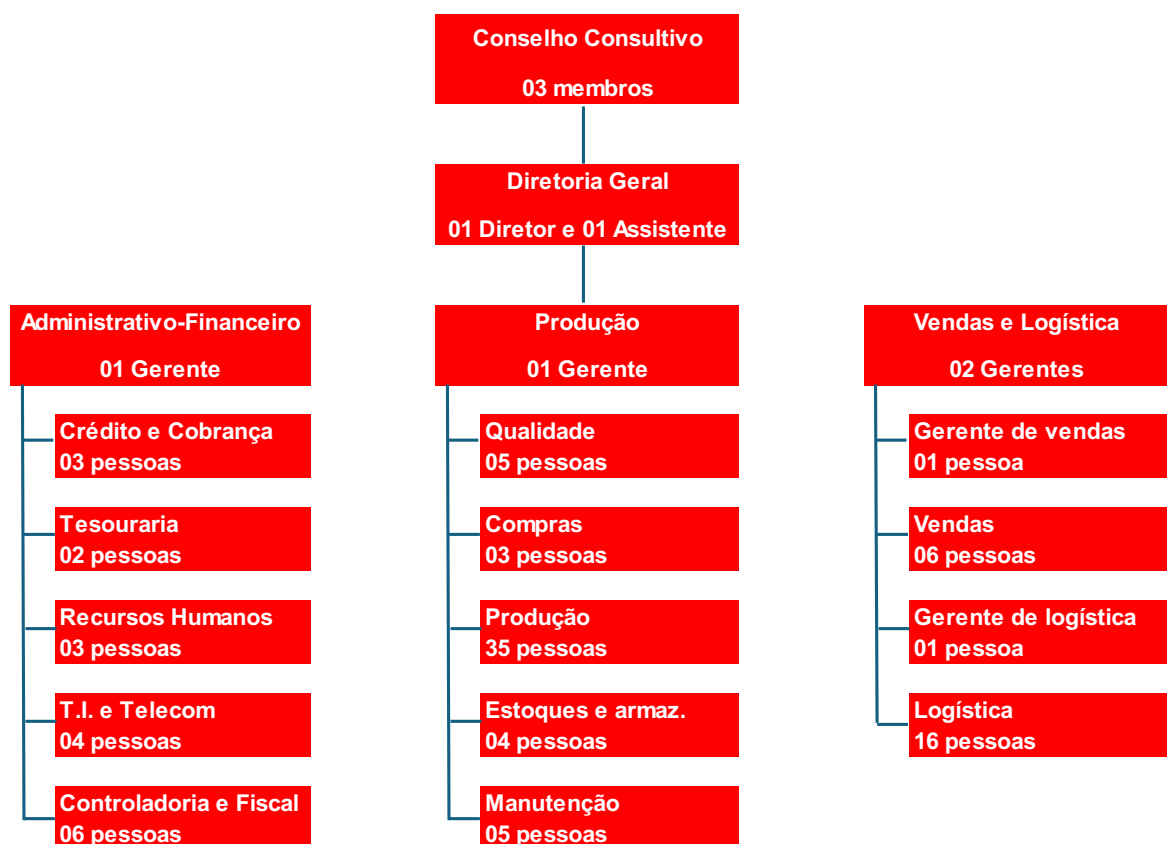 Conselho Consultivo
03 membros
Diretoria Geral
01 Diretor e 01 Assistente
Administrativo-Financeiro
01 Gerente
Crédito e Cobrança
03 pessoas
Tesouraria
02 pessoas
Recursos Humanos
03 pessoas
T.I. e Telecom
04 pessoas
Controladoria e Fiscal
06 pessoas
Produção
01 Gerente
Qualidade
05 pessoas
Compras
03 pessoas
Produção
35 pessoas
Estoques e armaz.
04 pessoas
Manutenção
05 pessoas
Vendas e Logística
02 Gerentes
Gerente de vendas
01 pessoa
Vendas
06 pessoas
Gerente de logística
01 pessoa
Logística
16 pessoas